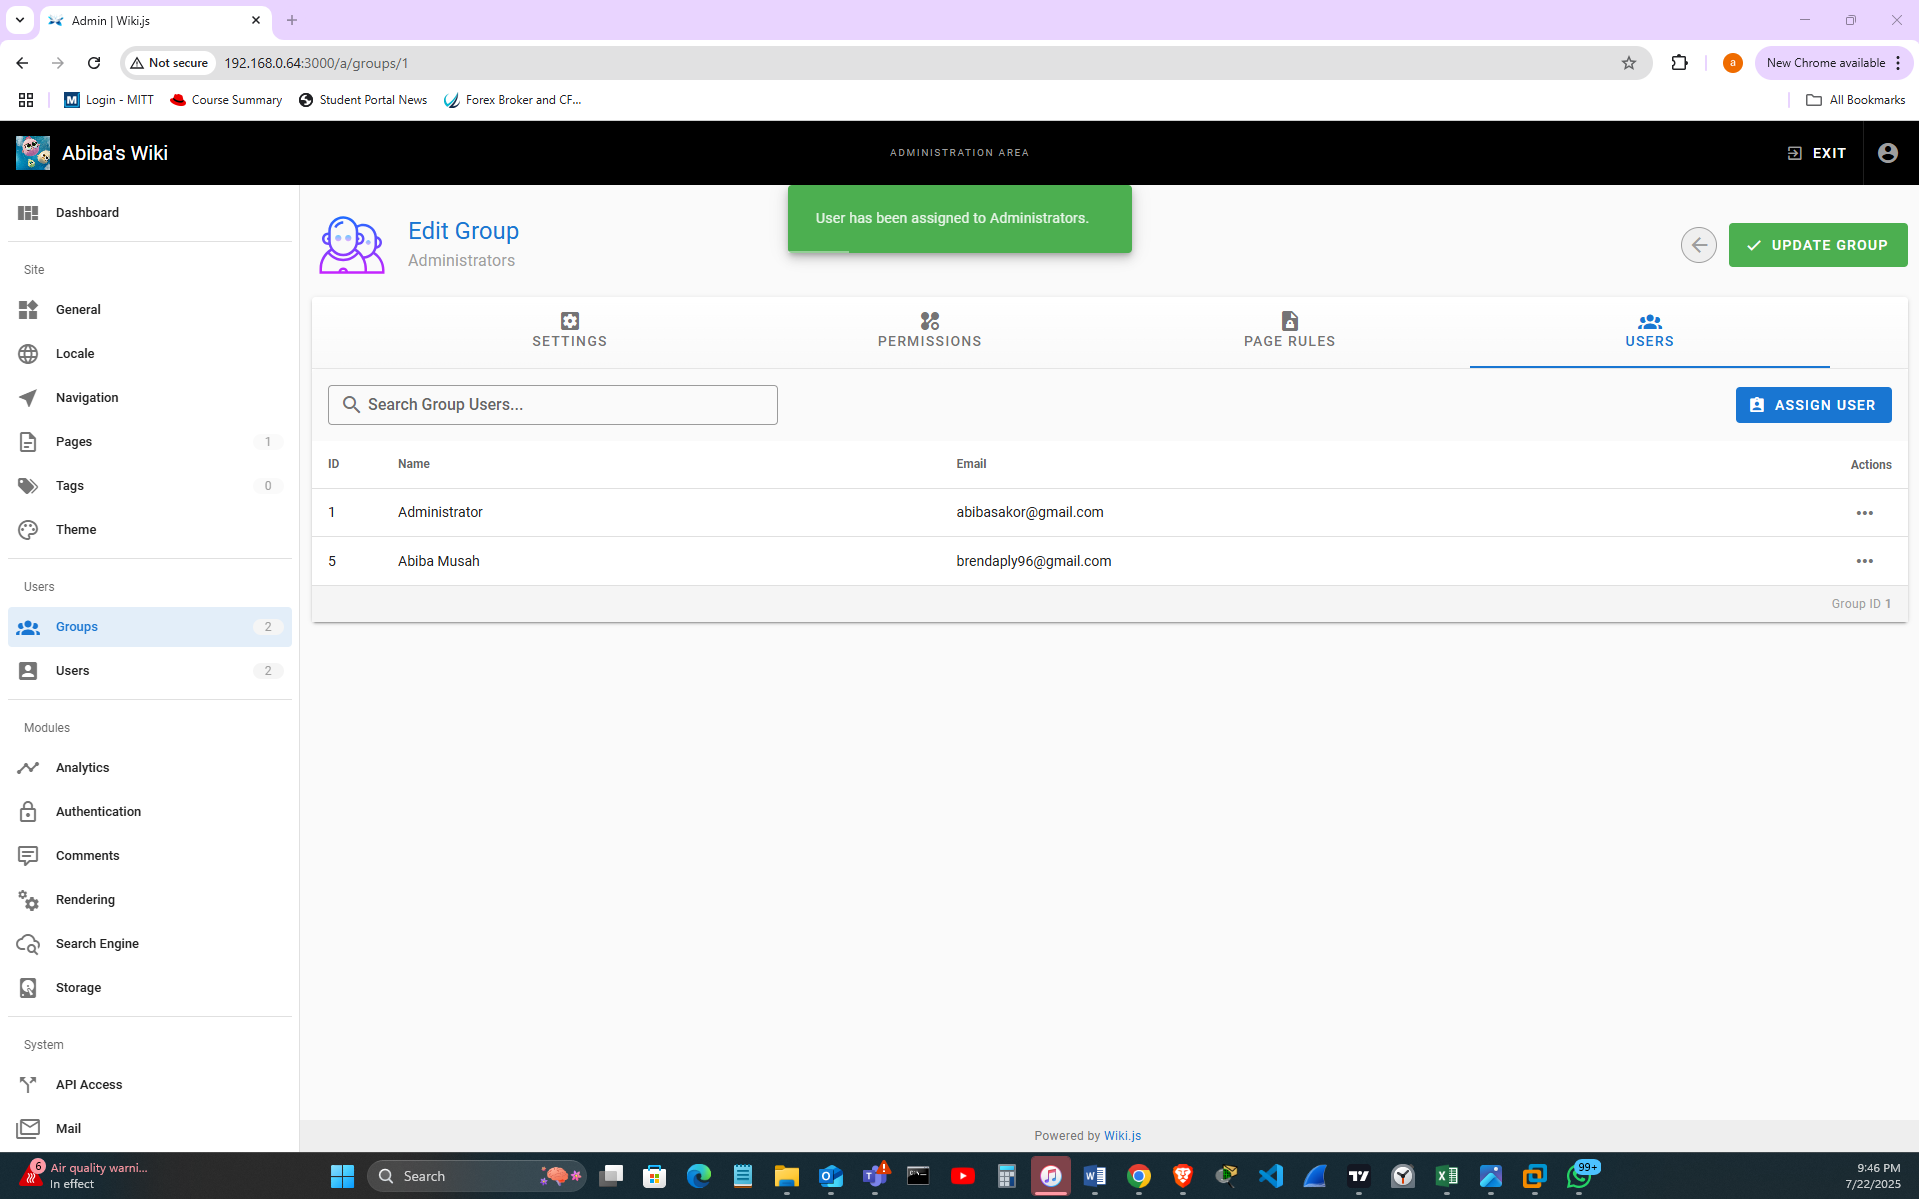 Admin | Wiki.js
Not secure
192.168.0.64:3000/a/groups/1
a
New Chrome available
Login - MITT
Course Summary
Student Portal News
Forex Broker and CF...
All Bookmarks
Abiba's Wiki
ADMINISTRATION AREA
EXIT
Dashboard
Site
General
Locale
Navigation
Pages 1
Tags 0
Theme
Users
Groups 2
Users 2
Modules
Analytics
Authentication
Comments
Rendering
Search Engine
Storage
System
API Access
Mail
User has been assigned to Administrators.
Edit Group
Administrators
UPDATE GROUP
SETTINGS
PERMISSIONS
PAGE RULES
USERS
Search Group Users...
ASSIGN USER
ID Name Email Actions
1 Administrator abibasakor@gmail.com
5 Abiba Musah brendaply96@gmail.com
Group ID 1
Powered by Wiki.js
6
Air quality warni...
In effect
Search
99+
9:46 PM
7/22/2025